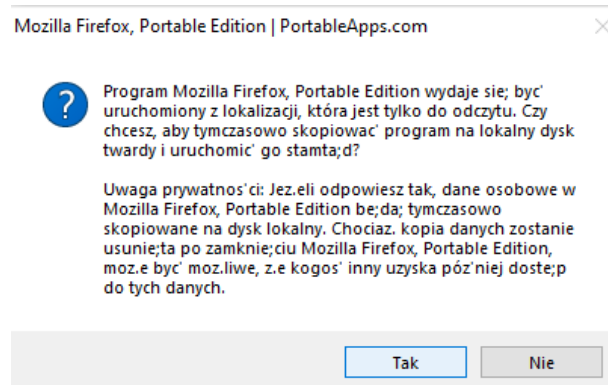 Mozilla Firefox, Portable Edition | PortableApps.com
Program Mozilla Firefox, Portable Edition wydaje sie; byc'
uruchomiony z lokalizacji, która jest tylko do odczytu. Czy
chcesz, aby tymczasowo skopiowac' program na lokalny dysk
twardy i uruchomic' go stamta;d?
Uwaga prywatnos'ci: Jez.eli odpowiesz tak, dane osobowe w
Mozilla Firefox, Portable Edition be;da; tymczasowo
skopiowane na dysk lokalny. Chociaz. kopia danych zostanie
usunie;ta po zamknie;ciu Mozilla Firefox, Portable Edition,
moz.e byc' moz.liwe, z.e kogos' inny uzyska póz'niej doste;p
do tych danych.
Tak
Nie